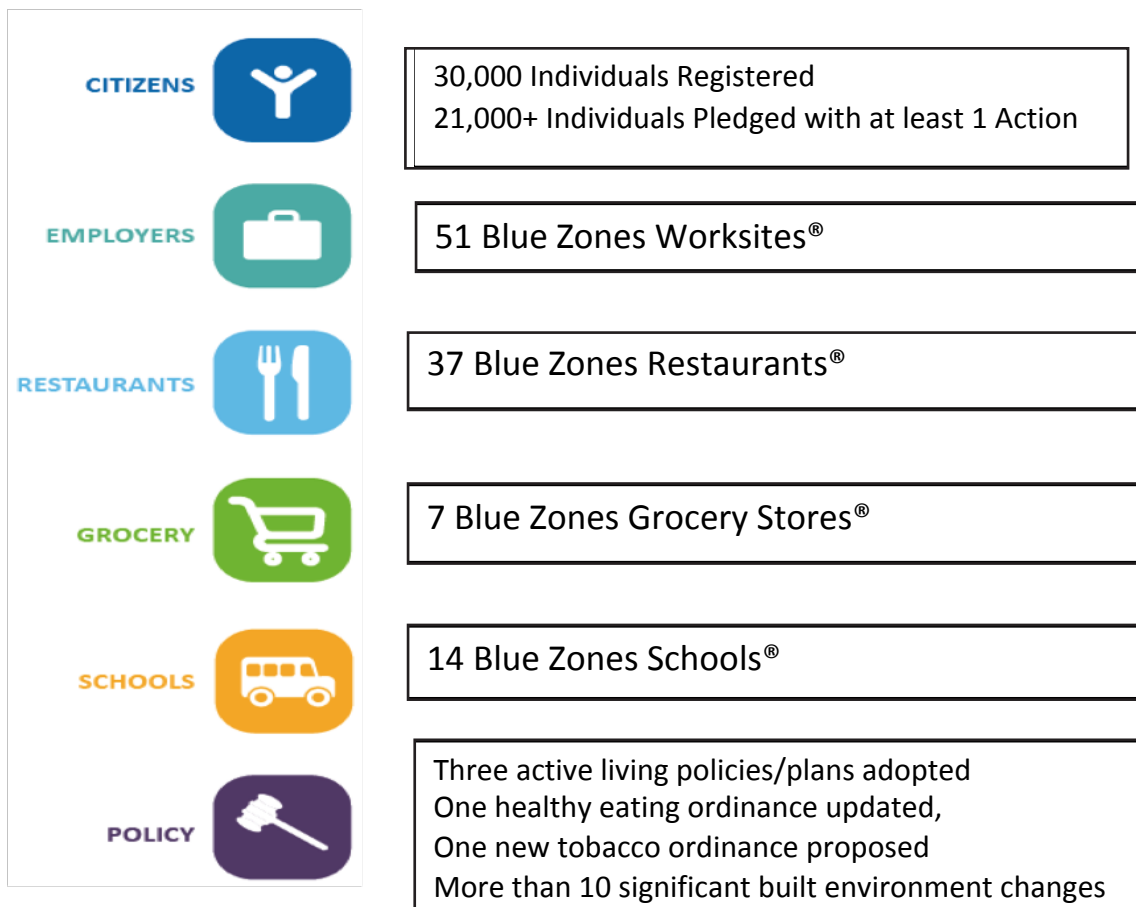 CITIZENS
30,000 Individuals Registered
21,000+ Individuals Pledged with at least 1 Action
EMPLOYERS
51 Blue Zones Worksites®
RESTAURANTS
37 Blue Zones Restaurants®
GROCERY
7 Blue Zones Grocery Stores®
SCHOOLS
14 Blue Zones Schools®
POLICY
Three active living policies/plans adopted
One healthy eating ordinance updated,
One new tobacco ordinance proposed
More than 10 significant built environment changes